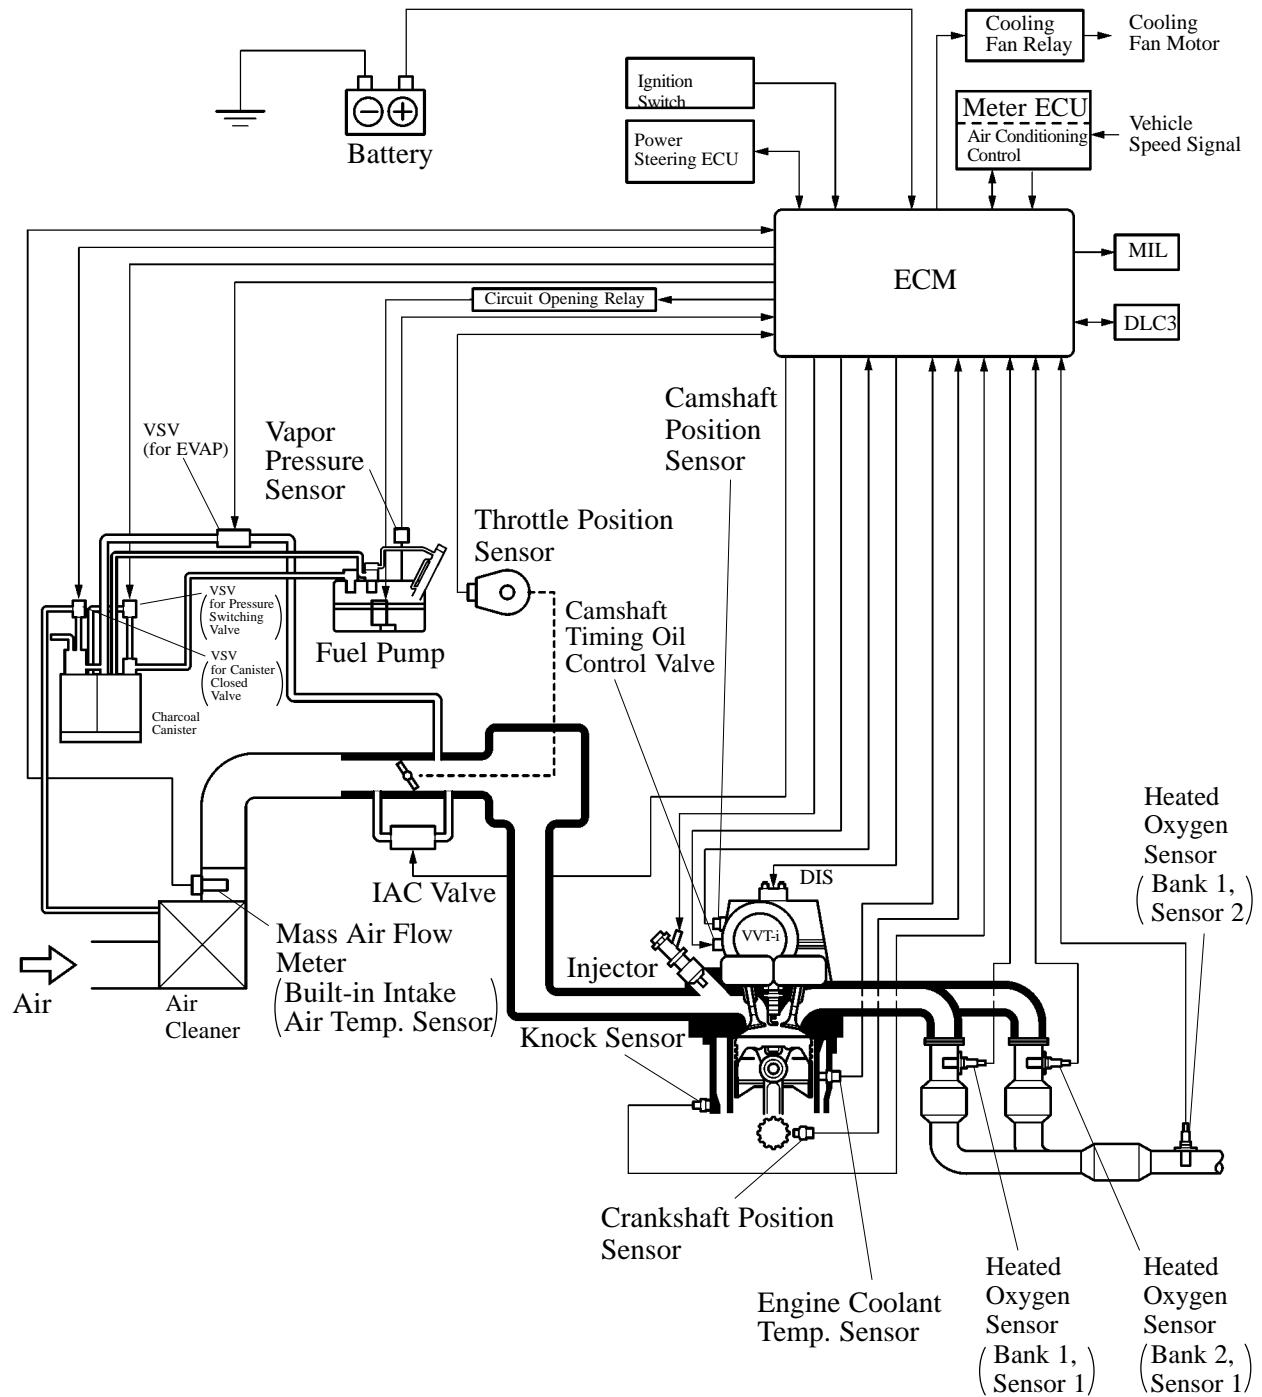 Cooling
Fan Relay
Cooling
Fan Motor
Ignition
Switch
Meter ECU
Air Conditioning
Control
Vehicle
Speed Signal
Power
Steering ECU
Battery
ECM
MIL
DLC3
Circuit Opening Relay
Camshaft
Position
Sensor
VSV
(for EVAP)
Vapor
Pressure
Sensor
Throttle Position
Sensor
VSV
(for Pressure
Switching
Valve)
Camshaft
Timing Oil
Control Valve
Fuel Pump
VSV
(for Canister
Closed
Valve)
Charcoal
Canister
Heated
Oxygen
Sensor
(Bank 1,
Sensor 2)
DIS
IAC Valve
VVT-i
Mass Air Flow
Meter
(Built-in Intake
Air Temp. Sensor)
Injector
Air
Air
Cleaner
Knock Sensor
Crankshaft Position
Sensor
Engine Coolant
Temp. Sensor
Heated
Oxygen
Sensor
(Bank 1,
Sensor 1)
Heated
Oxygen
Sensor
(Bank 2,
Sensor 1)